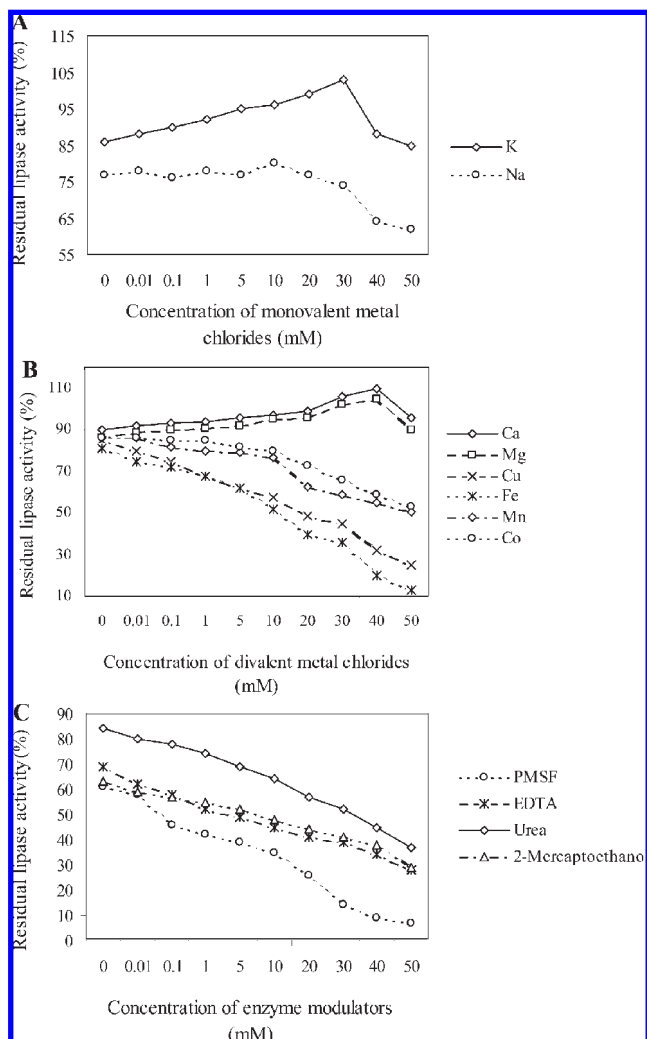 A
Residual lipase activity (%)
115
105
95
85
75
65
55
0 0.01 0.1 1 5 10 20 30 40 50
Concentration of monovalent metal
chlorides (mM)
K
Na
B
Residual lipase activity (%)
110
90
70
50
30
10
0 0.01 0.1 1 5 10 20 30 40 50
Concentration of divalent metal chlorides
(mM)
Ca
Mg
Cu
Fe
Mn
Co
C
Residual lipase activity (%)
90
80
70
60
50
40
30
20
10
0
0 0.01 0.1 1 5 10 20 30 40 50
Concentration of enzyme modulators
(mM)
PMSF
EDTA
Urea
2-Mercaptoethano